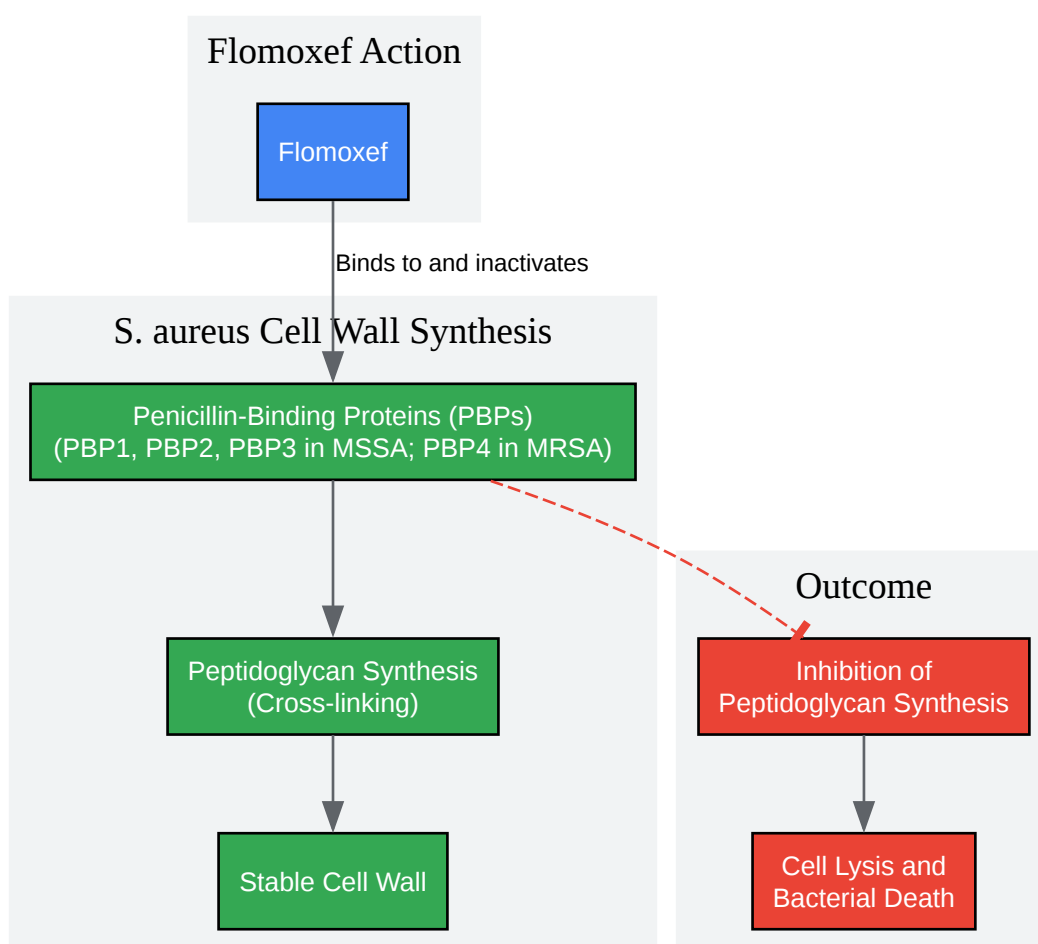 Flomoxef Action
Flomoxef
Binds to and inactivates
S. aureus Cell Wall Synthesis
Penicillin-Binding Proteins (PBPs)
(PBP1, PBP2, PBP3 in MSSA; PBP4 in MRSA)
Peptidoglycan Synthesis
(Cross-linking)
Stable Cell Wall
Outcome
Inhibition of
Peptidoglycan Synthesis
Cell Lysis and
Bacterial Death